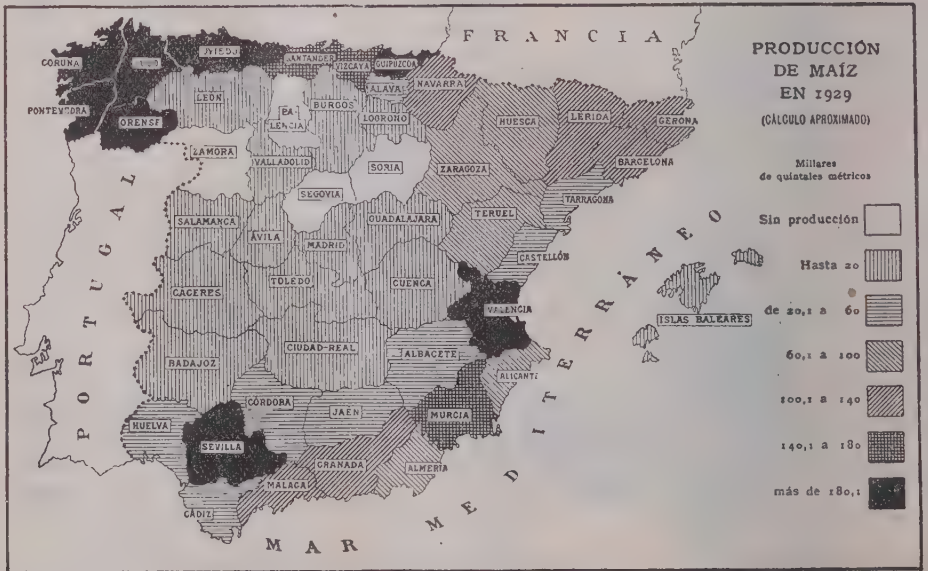 FRANCIA
PRODUCCIÓN
DE MAÍZ
EN 1929
(CÁLCULO APROXIMADO)
Millares
de quintales métricos
Sin producción
Hasta 20
de 20,1 a 60
60,1 a 100
100,1 a 140
140,1 a 180
más de 180,1
CORUÑA
OVIEDO
SANTANDER
VIZCAYA
GUIPUZCOA
PONTEVEDRA
ORENSE
LEÓN
PA
LENCIA
BURGOS
ALAVA
LOGROÑO
NAVARRA
HUESCA
LÉRIDA
GERONA
BARCELONA
ZAMORA
VALLADOLID
SORIA
ZARAGOZA
TARRAGONA
SEGOVIA
SALAMANCA
ÁVILA
MADRID
GUADALAJARA
TERUEL
CASTELLÓN
CÁCERES
TOLEDO
CUENCA
VALENCIA
ISLAS BALEARES
BADAJOZ
CIUDAD-REAL
ALBACETE
ALICANTE
HUELVA
CÓRDOBA
JAÉN
MURCIA
SEVILLA
GRANADA
ALMERÍA
MALAGA
CÁDIZ
PORTUGAL
MAR MEDITERRÁNEO